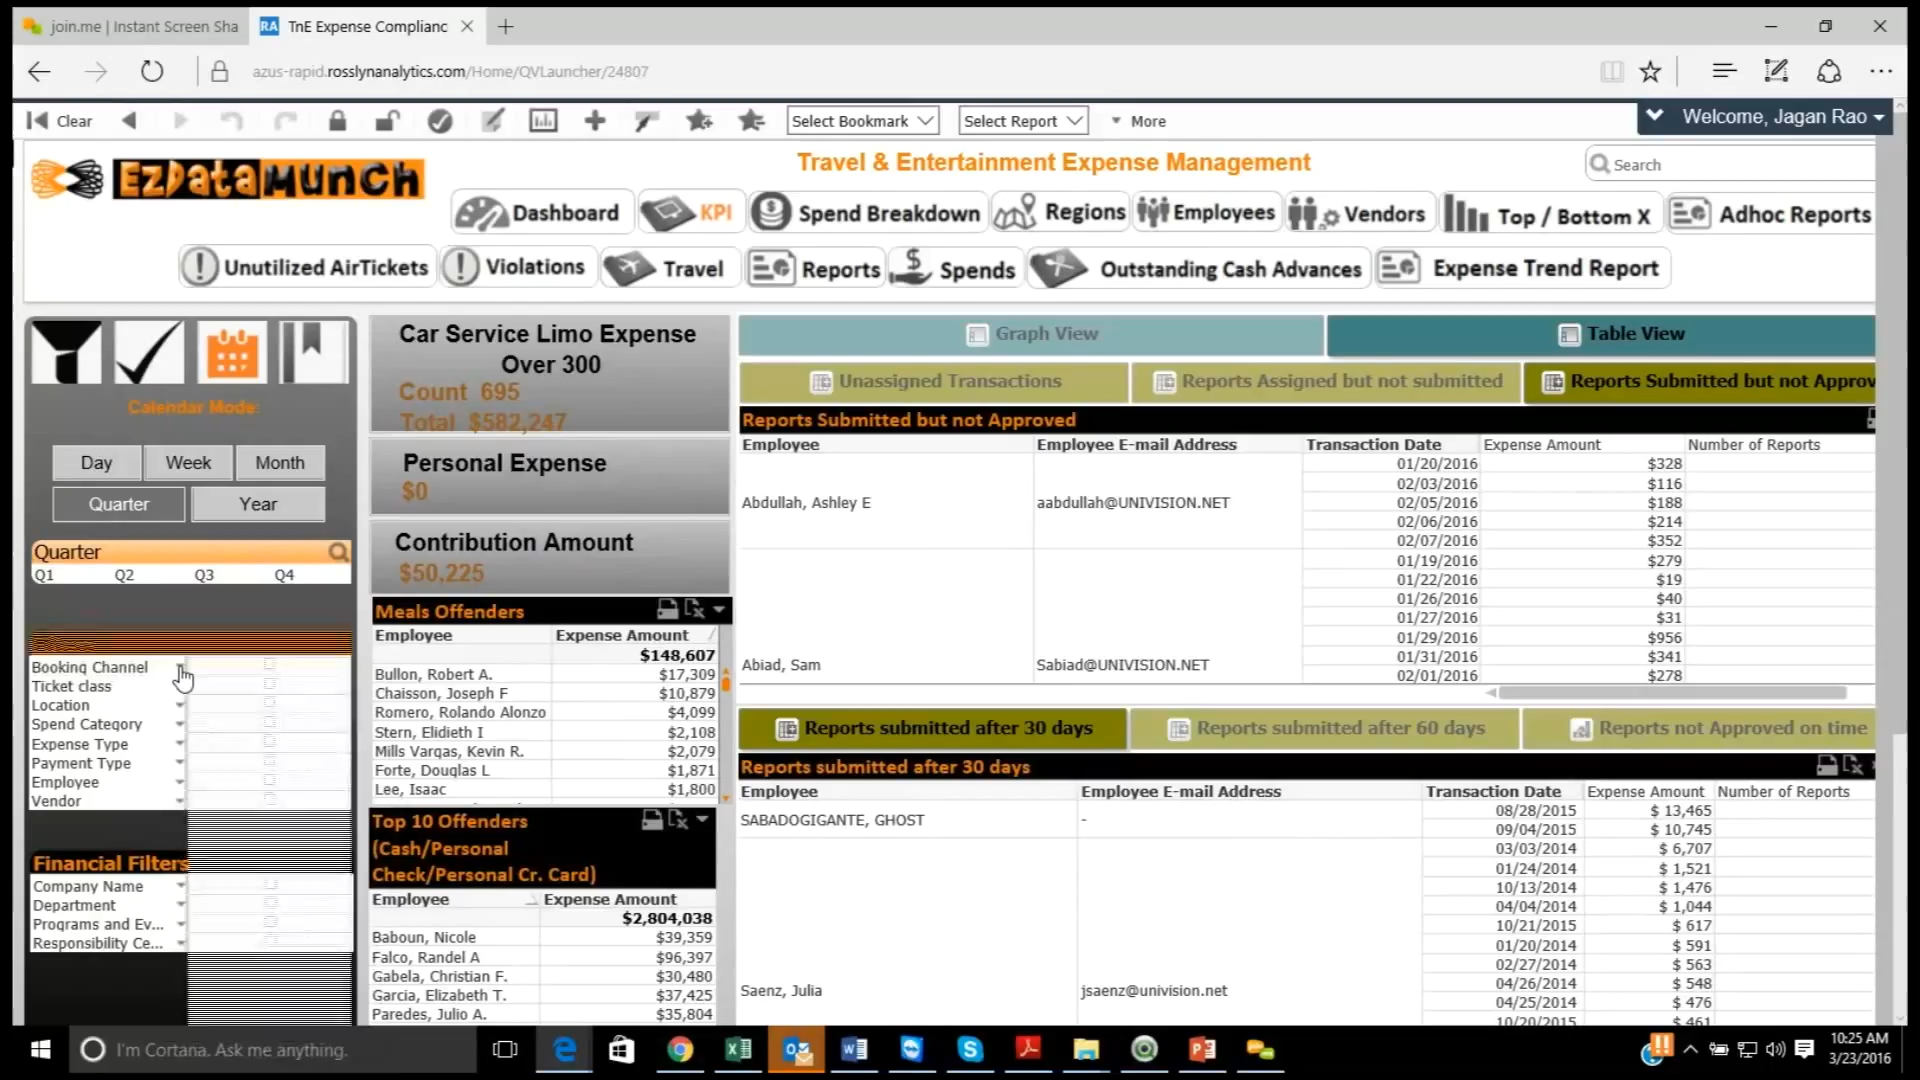 join.me | Instant Screen Sha
RA TnE Expense Complianc
azus-rapid.rosslynanalytics.com/Home/QVLauncher/24807
Clear
Select Bookmark
Select Report
More
Welcome, Jagan Rao
EzDataMunch
Travel & Entertainment Expense Management
Search
Dashboard
KPI
Spend Breakdown
Regions
Employees
Vendors
Top / Bottom X
Adhoc Reports
Unutilized AirTickets
Violations
Travel
Reports
Spends
Outstanding Cash Advances
Expense Trend Report
Calendar Mode:
Day
Week
Month
Quarter
Year
Quarter
Q1 Q2 Q3 Q4
Booking Channel
Ticket class
Location
Spend Category
Expense Type
Payment Type
Employee
Vendor
Financial Filters
Company Name
Department
Programs and Ev...
Responsibility Ce...
Car Service Limo Expense
Over 300
Count 695
Total $582,247
Personal Expense
$0
Contribution Amount
$50,225
Meals Offenders
Employee Expense Amount
$148,607
Bullon, Robert A. $17,309
Chaisson, Joseph F $10,879
Romero, Rolando Alonzo $4,099
Stern, Elidieth I $2,108
Mills Vargas, Kevin R. $2,079
Forte, Douglas L $1,871
Lee, Isaac $1,800
Top 10 Offenders
(Cash/Personal
Check/Personal Cr. Card)
Employee Expense Amount
$2,804,038
Baboun, Nicole $39,359
Falco, Randel A $96,397
Gabela, Christian F. $30,480
Garcia, Elizabeth T. $37,425
Paredes, Julio A. $35,804
Graph View
Table View
Unassigned Transactions
Reports Assigned but not submitted
Reports Submitted but not Approv
Reports Submitted but not Approved
Employee Employee E-mail Address Transaction Date Expense Amount Number of Reports
01/20/2016 $328
02/03/2016 $116
Abdullah, Ashley E aabdullah@UNIVISION.NET 02/05/2016 $188
02/06/2016 $214
02/07/2016 $352
01/19/2016 $279
01/22/2016 $19
01/26/2016 $40
01/27/2016 $31
01/29/2016 $956
01/31/2016 $341
Abiad, Sam Sabiad@UNIVISION.NET
02/01/2016 $278
Reports submitted after 30 days
Reports submitted after 60 days
Reports not Approved on time
Reports submitted after 30 days
Employee Employee E-mail Address Transaction Date Expense Amount Number of Reports
08/28/2015 $ 13,465
SABADOGIGANTE, GHOST -
09/04/2015 $ 10,745
03/03/2014 $ 6,707
01/24/2014 $ 1,521
10/13/2014 $ 1,476
04/04/2014 $ 1,044
10/21/2015 $ 617
01/20/2014 $ 591
02/27/2014 $ 563
04/26/2014 $ 548
Saenz, Julia jsaenz@univision.net
04/25/2014 $ 476
10/20/2015 $ 461
I'm Cortana. Ask me anything.
10:25 AM
3/23/2016